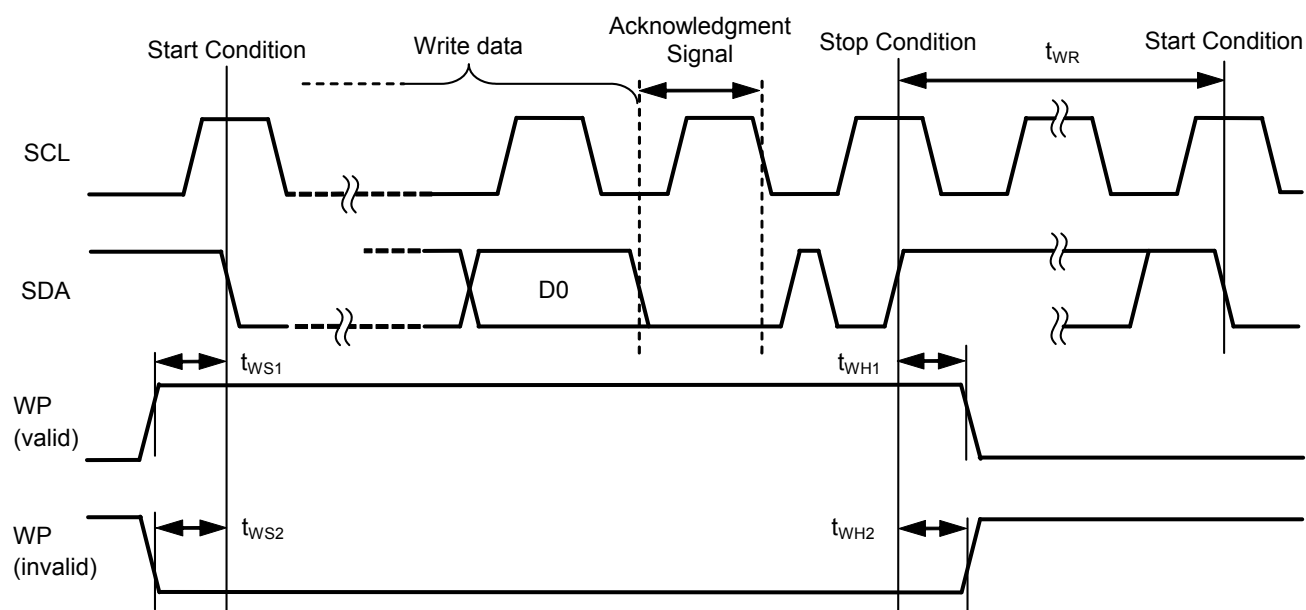 Start Condition
Write data
Acknowledgment
Signal
Stop Condition
tWR
Start Condition
SCL
SDA
D0
tWS1
tWH1
WP
(valid)
tWS2
tWH2
WP
(invalid)